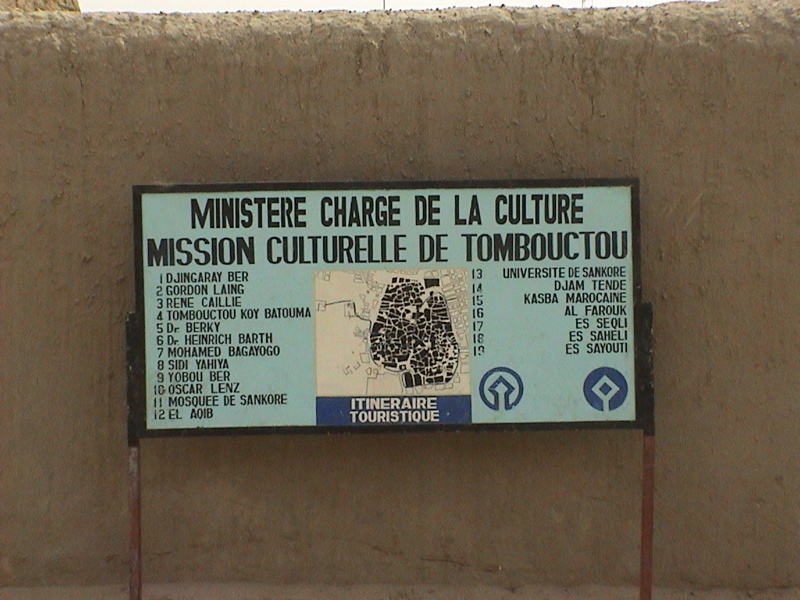 MINISTERE CHARGE DE LA CULTURE
MISSION CULTURELLE DE TOMBOUCTOU
1 DJINGARAY BER
2 GORDON LAING
3 RENE CAILLIE
4 TOMBOUCTOU KOY BATOUMA
5 Dr BERKY
6 Dr HEINRICH BARTH
7 MOHAMED BAGAYOGO
8 SIDI YAHIYA
9 YOBOU BER
10 OSCAR LENZ
11 MOSQUEE DE SANKORE
12 EL AQIB
ITINERAIRE
TOURISTIQUE
13 UNIVERSITE DE SANKORE
14 DJAM TENDE
15 KASBA MAROCAINE
16 AL FAROUK
17 ES SEQLI
18 ES SAHELI
19 ES SAYOUTI